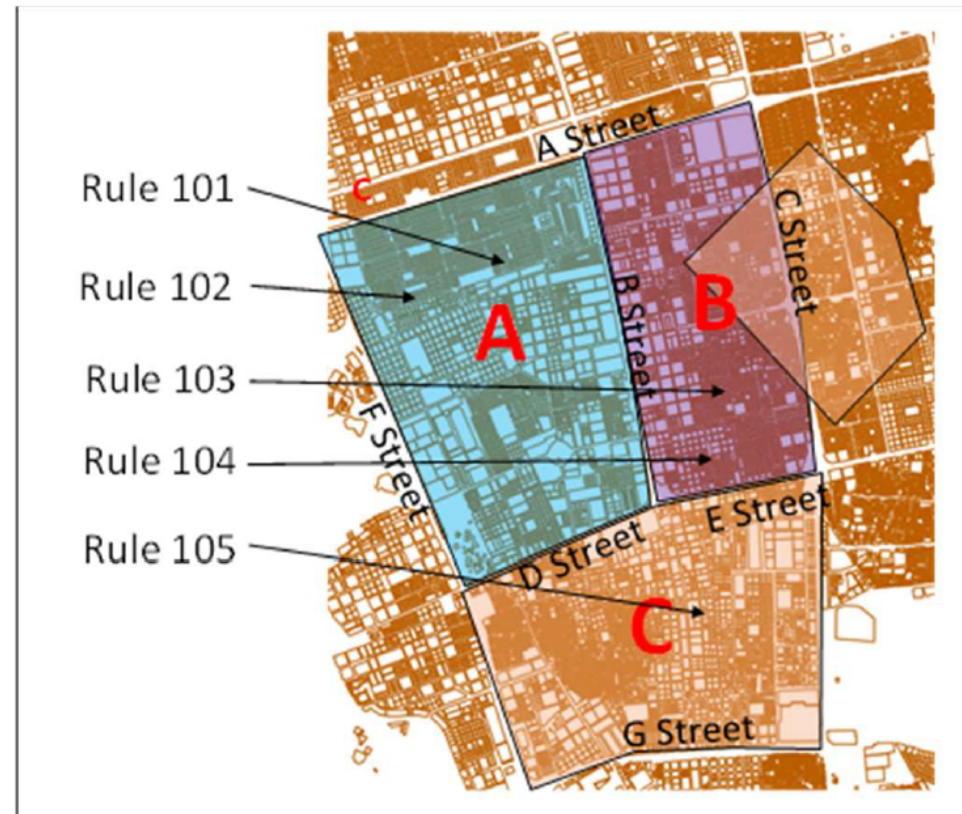 A Street
Rule 101
C
Rule 102
C Street
B Street
B
A
Rule 103
F Street
Rule 104
E Street
Rule 105
D Street
C
G Street